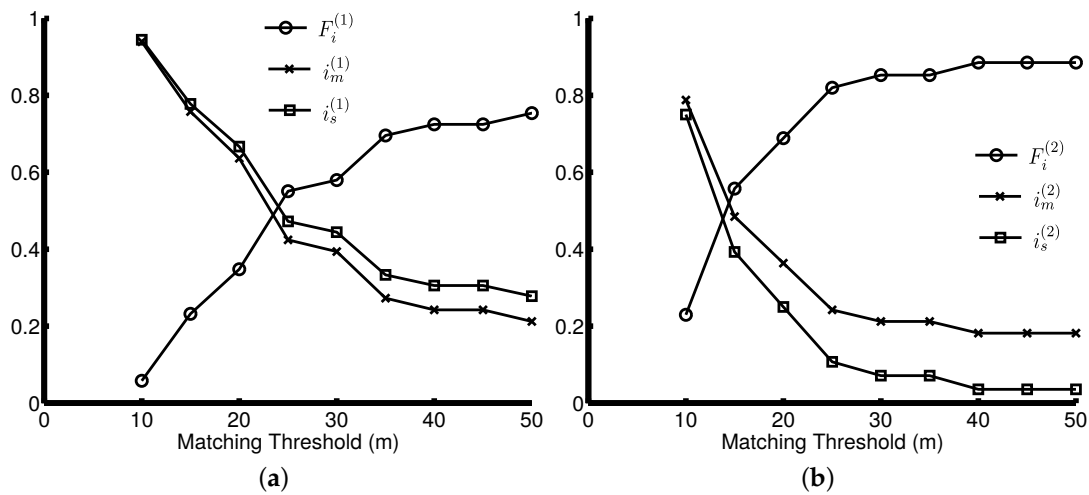 1
0.8
0.6
0.4
0.2
0
0 10 20 30 40 50
Matching Threshold (m)
F_i^{(1)}
i_m^{(1)}
i_s^{(1)}
(a)
1
0.8
0.6
0.4
0.2
0
0 10 20 30 40 50
Matching Threshold (m)
F_i^{(2)}
i_m^{(2)}
i_s^{(2)}
(b)